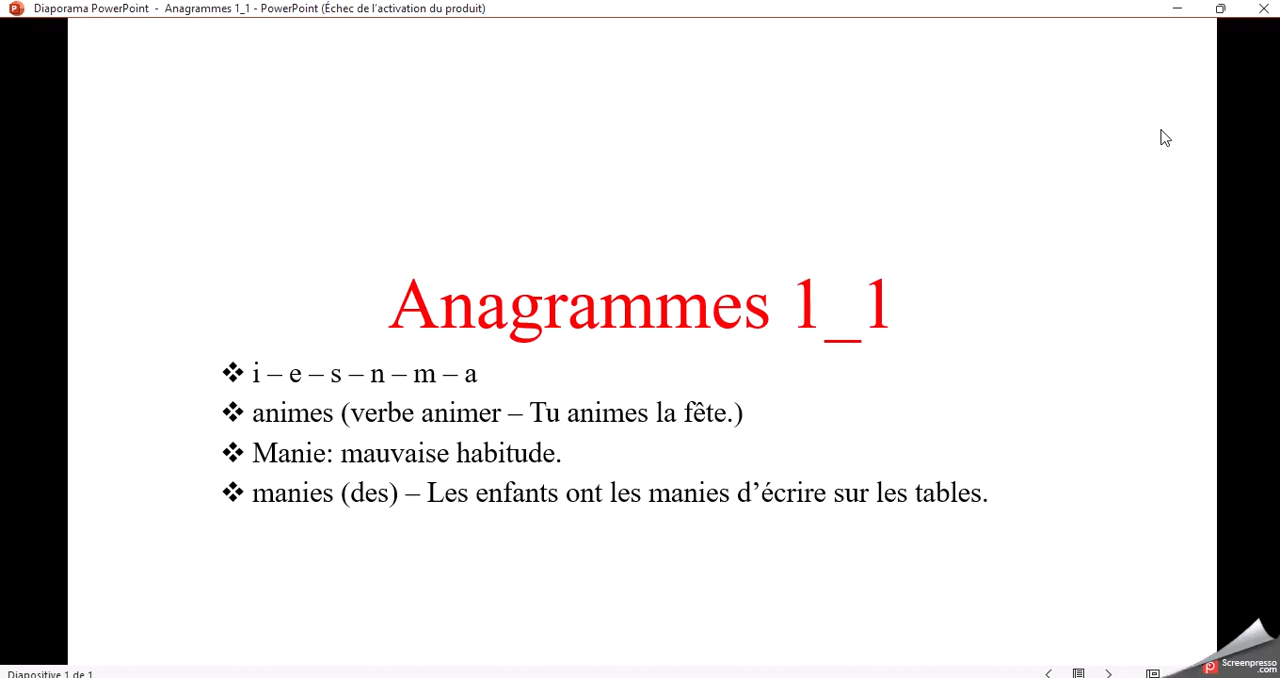 Diaporama PowerPoint - Anagrammes 1_1 - PowerPoint (Échec de l'activation du produit)
Anagrammes 1_1
❖ i – e – s – n – m – a
❖ animes (verbe animer – Tu animes la fête.)
❖ Manie: mauvaise habitude.
❖ manies (des) – Les enfants ont les manies d’écrire sur les tables.
Diapositive 1 de 1
Screenpresso
.com